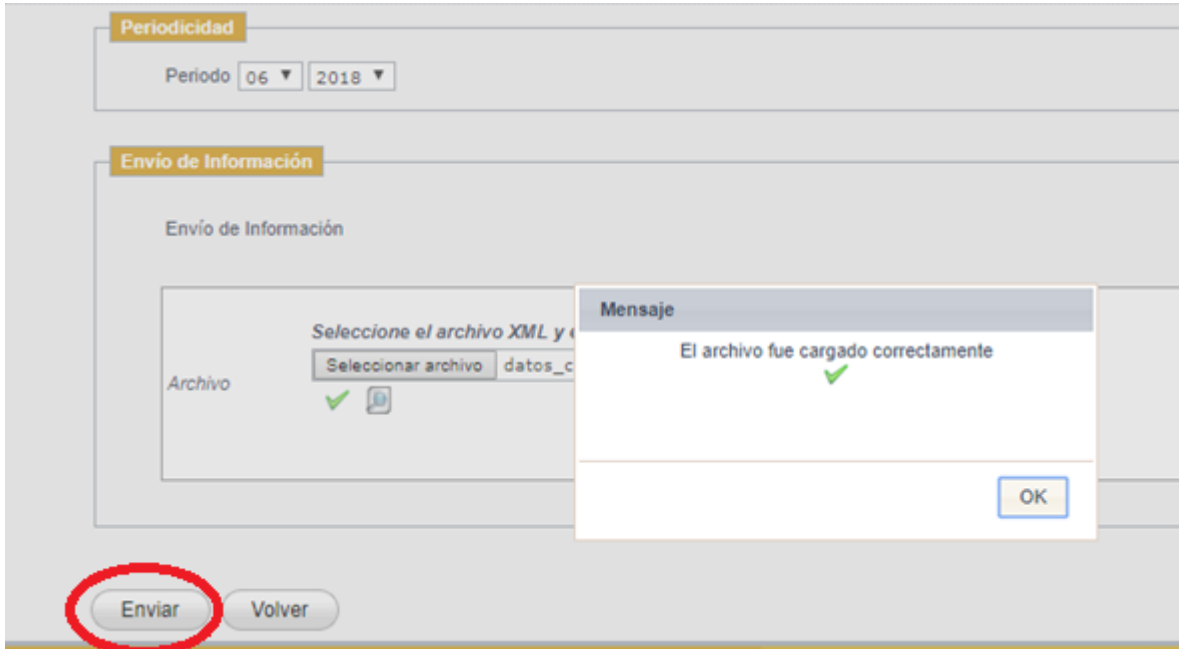 Periodicidad
Periodo 06 2018
Envío de Información
Envío de Información
Mensaje
El archivo fue cargado correctamente
Seleccione el archivo XML y
Archivo
Seleccionar archivo datos_c
OK
Enviar Volver